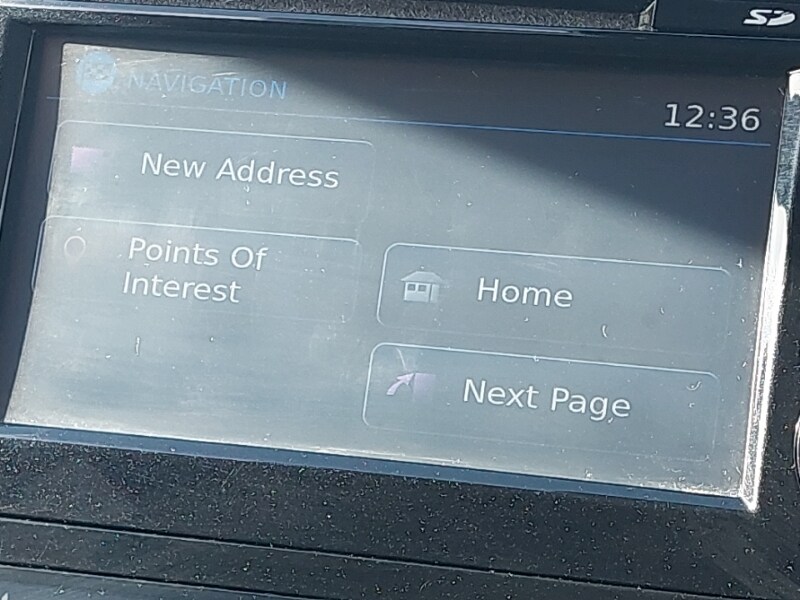 SD
NAVIGATION
12:36
New Address
Points Of
Interest
Home
Next Page